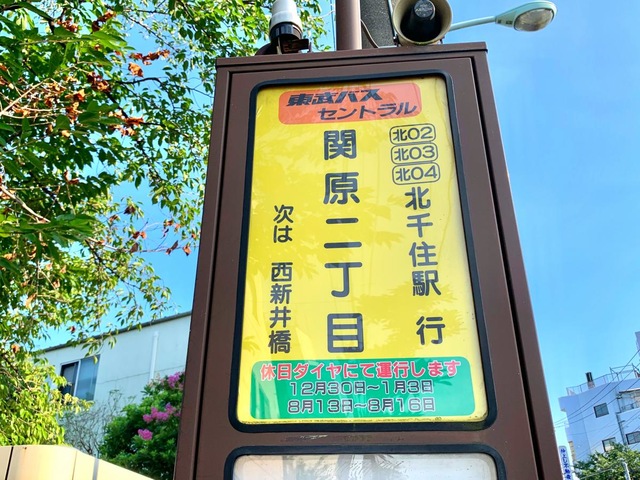 東武バス
セントラル
北02
北03
北04
北千住駅 行
関原二丁目
次は 西新井橋
休日ダイヤにて運行します
12月30日～1月3日
8月13日～8月16日